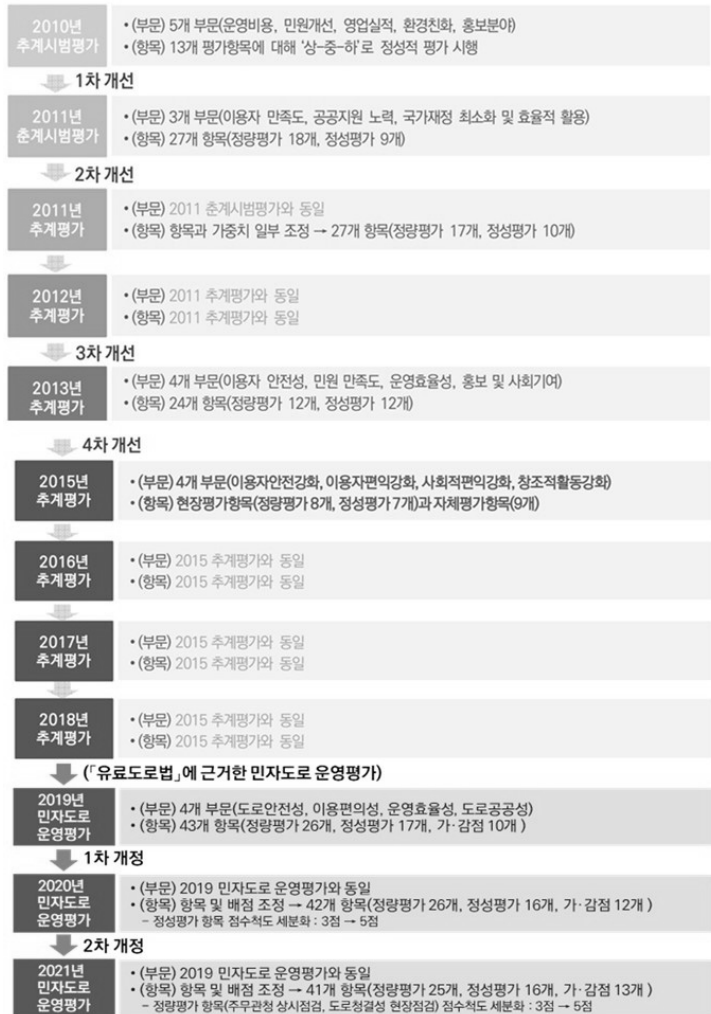 2010년
추계시범평가
• (부문) 5개 부문(운영비용, 민원개선, 영업실적, 환경친화, 홍보분야)
• (항목) 13개 평가항목에 대해 '상-중-하'로 정성적 평가 시행
1차 개선
2011년
춘계시범평가
• (부문) 3개 부문(이용자 만족도, 공공지원 노력, 국가재정 최소화 및 효율적 활용)
• (항목) 27개 항목(정량평가 18개, 정성평가 9개)
2차 개선
2011년
추계평가
• (부문) 2011 춘계시범평가와 동일
• (항목) 항목과 가중치 일부 조정 → 27개 항목(정량평가 17개, 정성평가 10개)
2012년
추계평가
• (부문) 2011 추계평가와 동일
• (항목) 2011 추계평가와 동일
3차 개선
2013년
추계평가
• (부문) 4개 부문(이용자 안전성, 민원 만족도, 운영효율성, 홍보 및 사회기여)
• (항목) 24개 항목(정량평가 12개, 정성평가 12개)
4차 개선
2015년
추계평가
• (부문) 4개 부문(이용자안전강화, 이용자편익강화, 사회적편익강화, 창조적활동강화)
• (항목) 현장평가항목(정량평가 8개, 정성평가 7개)과 자체평가항목(9개)
2016년
추계평가
• (부문) 2015 추계평가와 동일
• (항목) 2015 추계평가와 동일
2017년
추계평가
• (부문) 2015 추계평가와 동일
• (항목) 2015 추계평가와 동일
2018년
추계평가
• (부문) 2015 추계평가와 동일
• (항목) 2015 추계평가와 동일
(「유료도로법」에 근거한 민자도로 운영평가)
2019년
민자도로
운영평가
• (부문) 4개 부문(도로안전성, 이용편의성, 운영효율성, 도로공공성)
• (항목) 43개 항목(정량평가 26개, 정성평가 17개, 가·감점 10개 )
1차 개정
2020년
민자도로
운영평가
• (부문) 2019 민자도로 운영평가와 동일
• (항목) 항목 및 배점 조정 → 42개 항목(정량평가 26개, 정성평가 16개, 가·감점 12개 )
- 정성평가 항목 점수척도 세분화 : 3점 → 5점
2차 개정
2021년
민자도로
운영평가
• (부문) 2019 민자도로 운영평가와 동일
• (항목) 항목 및 배점 조정 → 41개 항목(정량평가 25개, 정성평가 16개, 가·감점 13개 )
- 정량평가 항목(주무관청 상시점검, 도로청결성 현장점검) 점수척도 세분화 : 3점 → 5점